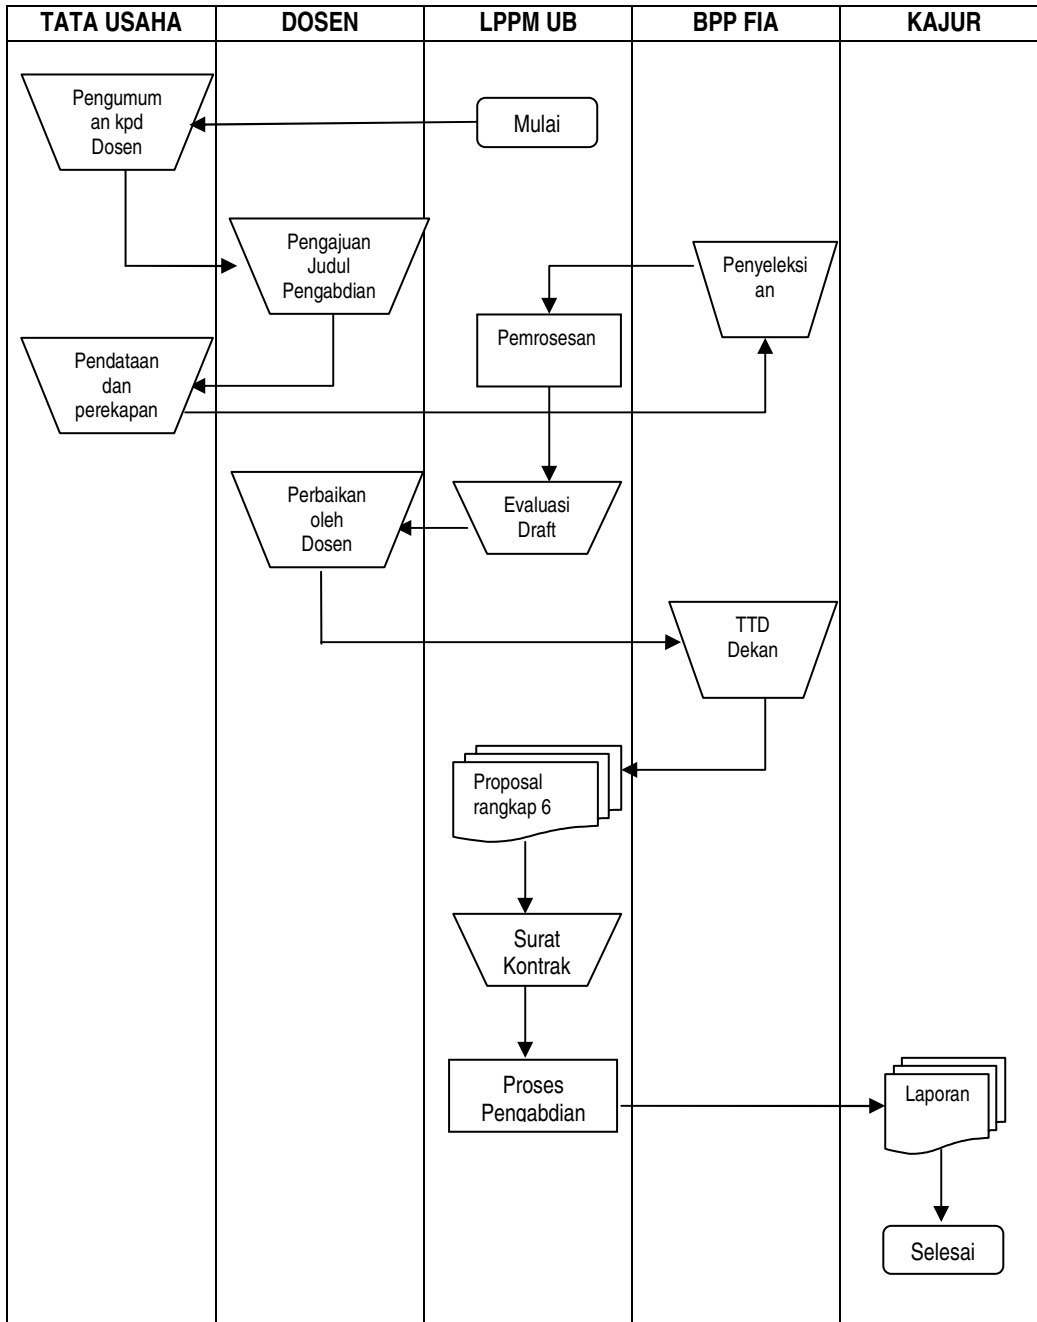 TATA USAHA
DOSEN
LPPM UB
BPP FIA
KAJUR
Pengumum
an kpd
Dosen
Mulai
Pengajuan
Judul
Pengabdian
Penyeleksi
an
Pemrosesan
Pendataan
dan
perekapan
Perbaikan
oleh
Dosen
Evaluasi
Draft
TTD
Dekan
Proposal
rangkap 6
Surat
Kontrak
Proses
Pengabdian
Laporan
Selesai